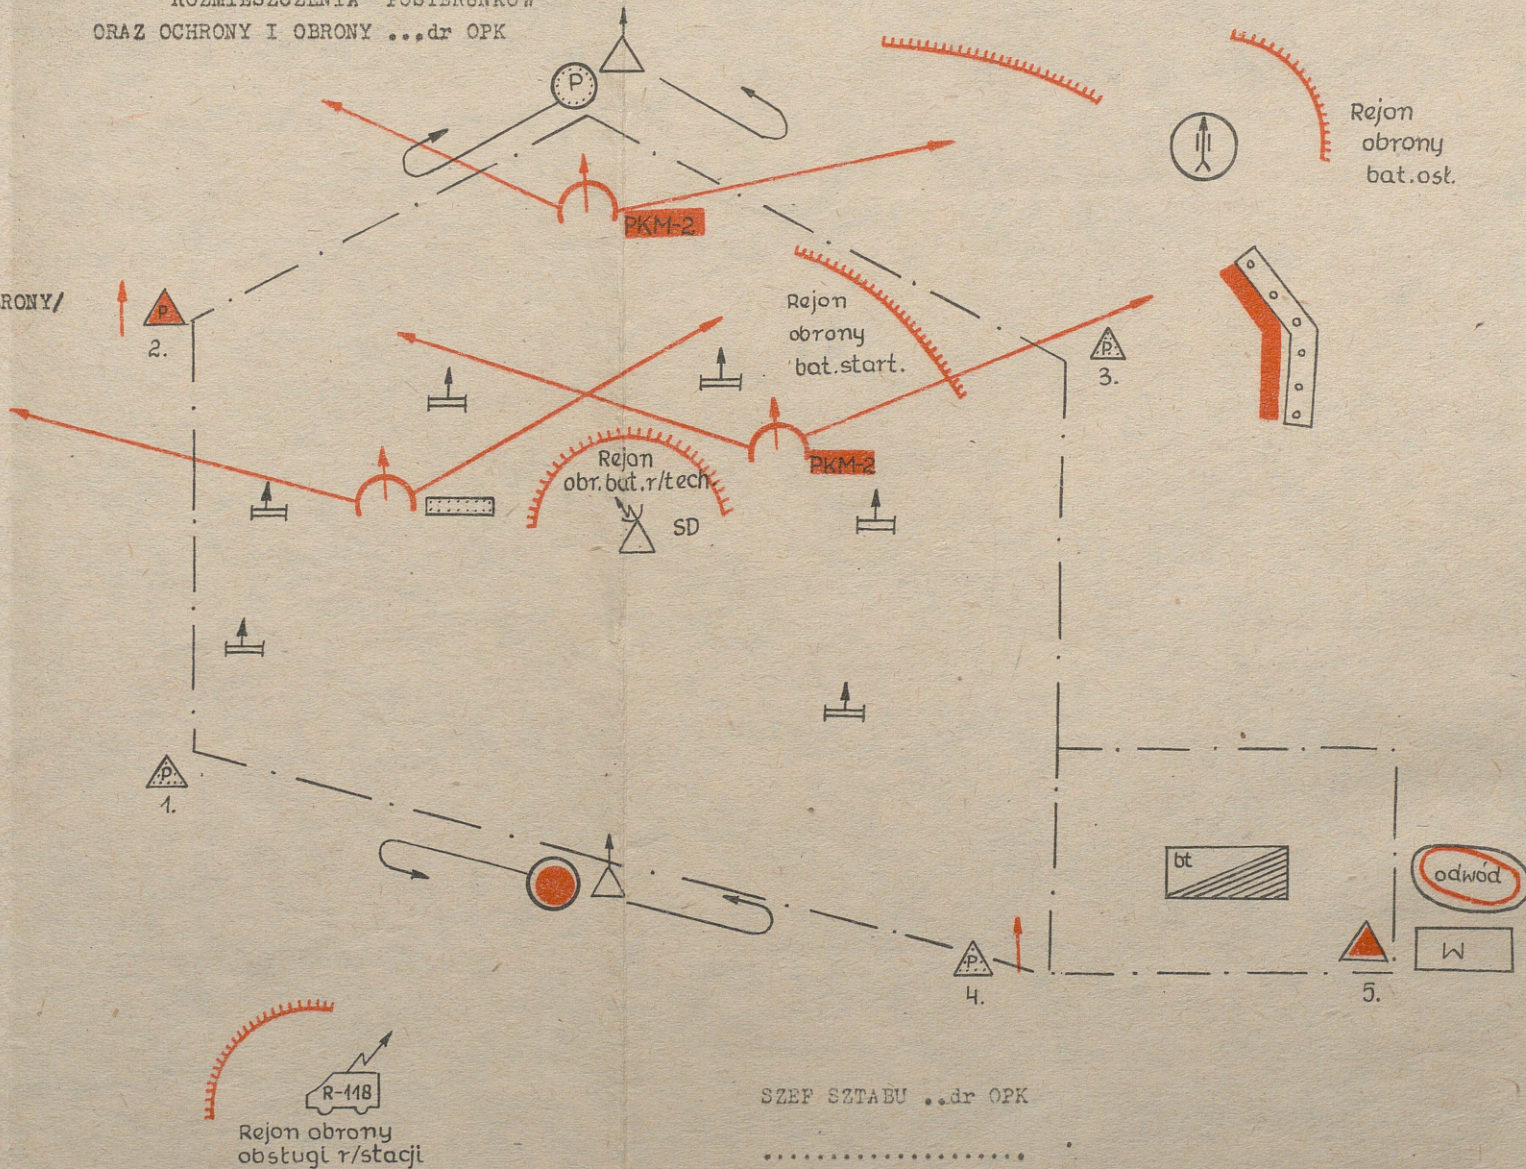 ROZMIESZCZENIA POSTERUNKÓW
ORAZ OCHRONY I OBRONY ...dr OPK
P
Rejon
obrony
bat.osł.
PKM-2
RONY/
P
2.
Rejon
obrony
bat.start.
P
3.
Rejon
obr.bat.r/tech
SD
PKM-2
P
1.
bt
odwód
W
P
4.
5.
R-118
Rejon obrony
obsługi r/stacji
SZEF SZTABU ..dr OPK
....................